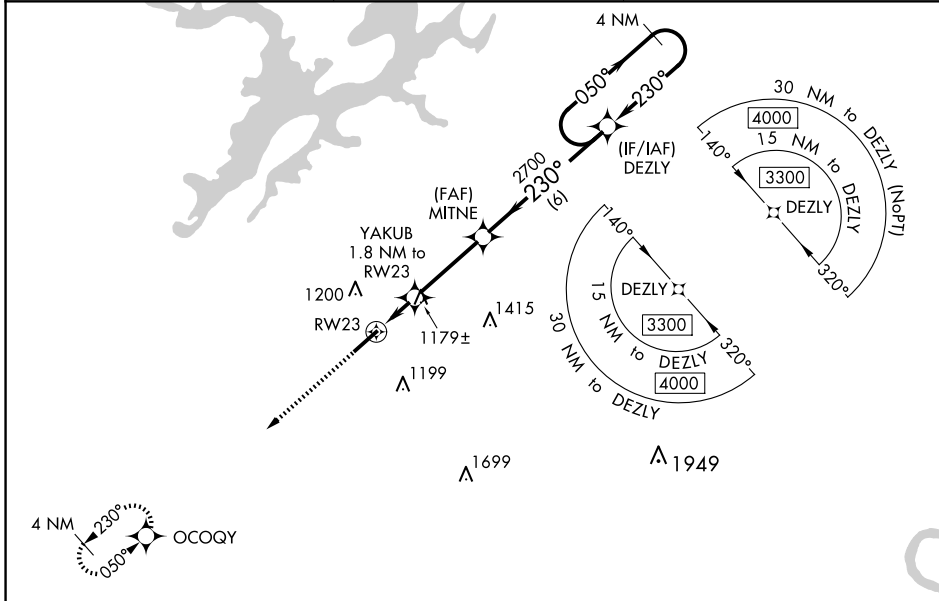 4 NM
050°
230°
(IF/IAF)
DEZLY
2700
230°
(6)
(FAF)
MITNE
YAKUB
1.8 NM to
RW23
1200
RW23
1179±
1415
1199
1699
1949
30 NM to DEZLY (NoPT)
4000
15 NM to DEZLY
3300
140°
DEZLY
320°
140°
DEZLY
15 NM to DEZLY
3300
320°
30 NM to DEZLY
4000
4 NM
230°
050°
OCOQY